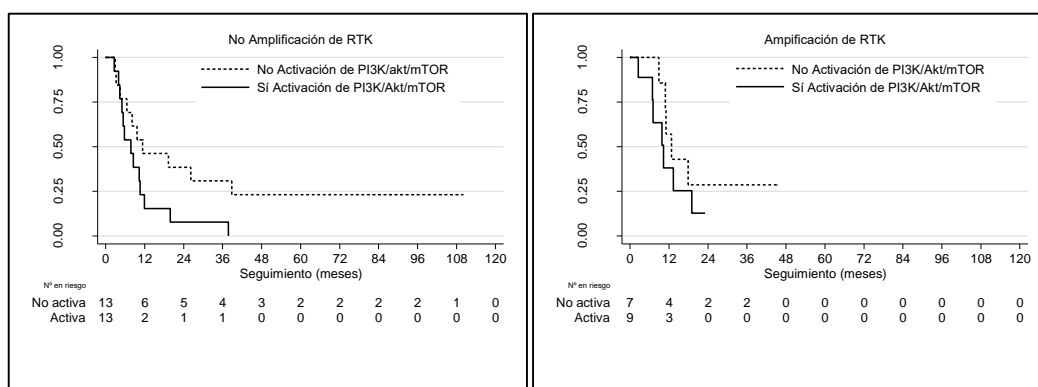 No Amplificación de RTK
No Activación de PI3K/akt/mTOR
Sí Activación de PI3K/Akt/mTOR
1.00
0.75
0.50
0.25
0.00
0 12 24 36 48 60 72 84 96 108 120
Seguimiento (meses)
Nº en riesgo
No activa 13 6 5 4 3 2 2 2 2 1 0
Activa 13 2 1 1 0 0 0 0 0 0 0
Ampificación de RTK
No Activación de PI3K/Akt/mTOR
Sí Activación de PI3K/Akt/mTOR
1.00
0.75
0.50
0.25
0.00
0 12 24 36 48 60 72 84 96 108 120
Seguimiento (meses)
Nº en riesgo
No activa 7 4 2 2 0 0 0 0 0 0 0
Activa 9 3 0 0 0 0 0 0 0 0 0